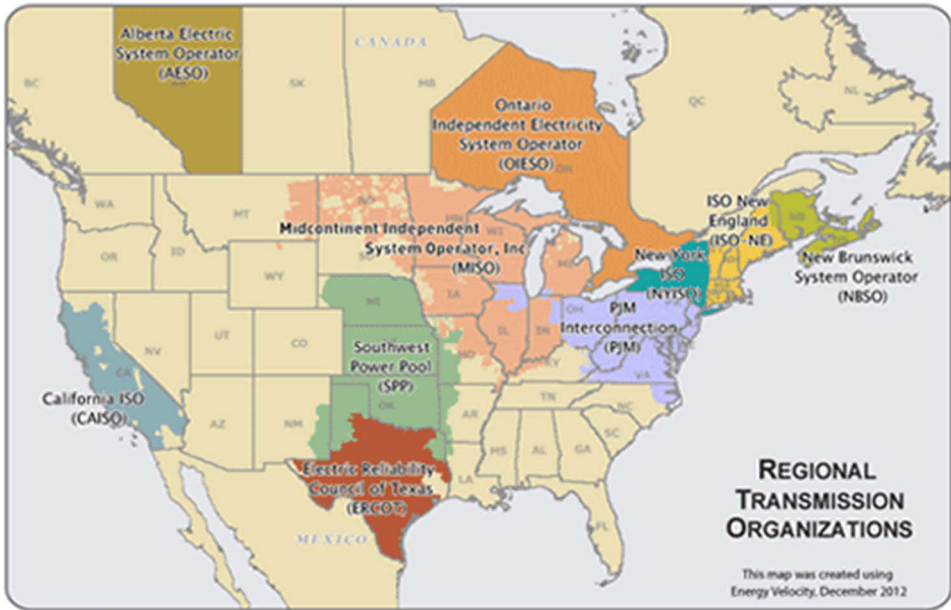 Alberta Electric
System Operator
(AESO)
CANADA
BC
SK
MB
QC
NL
Ontario
Independent Electricity
System Operator
(OIESO)
ON
WA
MT
ND
MN
WI
ISO New
England
(ISO-NE)
NB
Midcontinent Independent
System Operator, Inc
(MISO)
OR
ID
WY
SD
MI
New York
ISO
(NYISO)
New Brunswick
System Operator
(NBSO)
NE
IA
PJM
Interconnection
(PJM)
OH
NV
UT
CO
IL
IN
Southwest
Power Pool
(SPP)
MO
KY
VA
CA
California ISO
(CAISO)
AZ
NM
OK
AR
TN
NC
SC
MS
AL
GA
LA
FL
Electric Reliability
Council of Texas
(ERCOT)
MEXICO
REGIONAL
TRANSMISSION
ORGANIZATIONS
This map was created using
Energy Velocity, December 2012